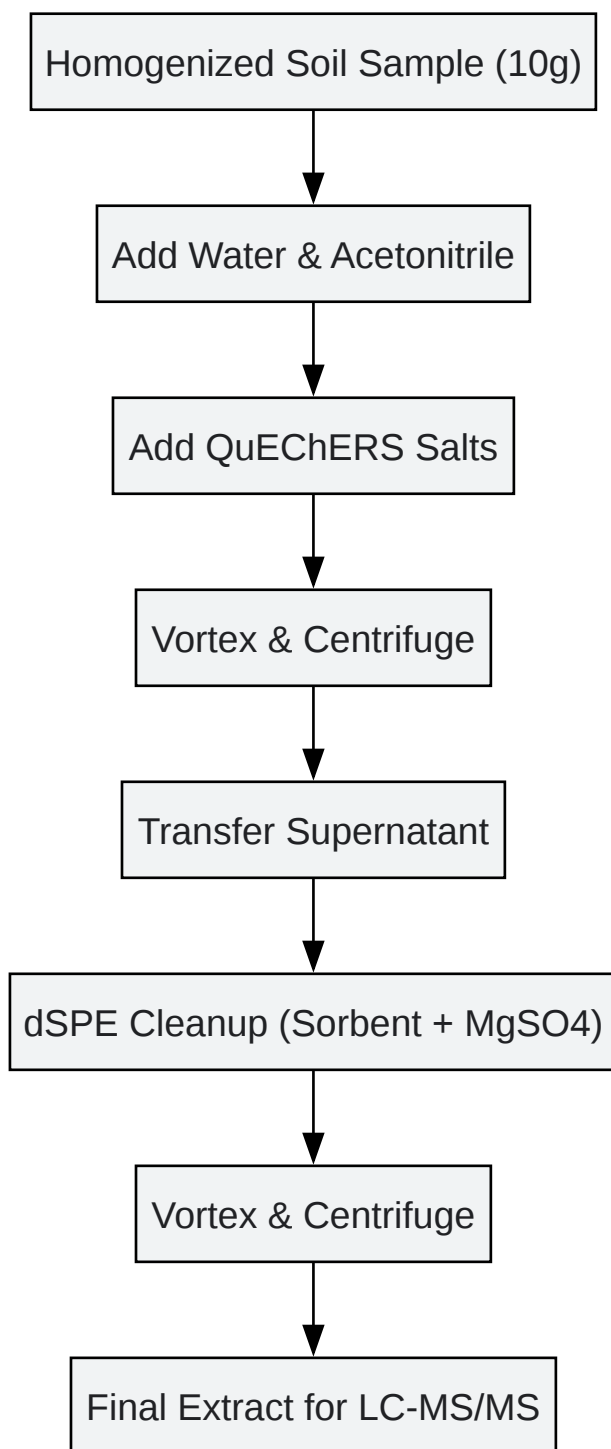 Homogenized Soil Sample (10g)
Add Water & Acetonitrile
Add QuEChERS Salts
Vortex & Centrifuge
Transfer Supernatant
dSPE Cleanup (Sorbent + MgSO4)
Vortex & Centrifuge
Final Extract for LC-MS/MS